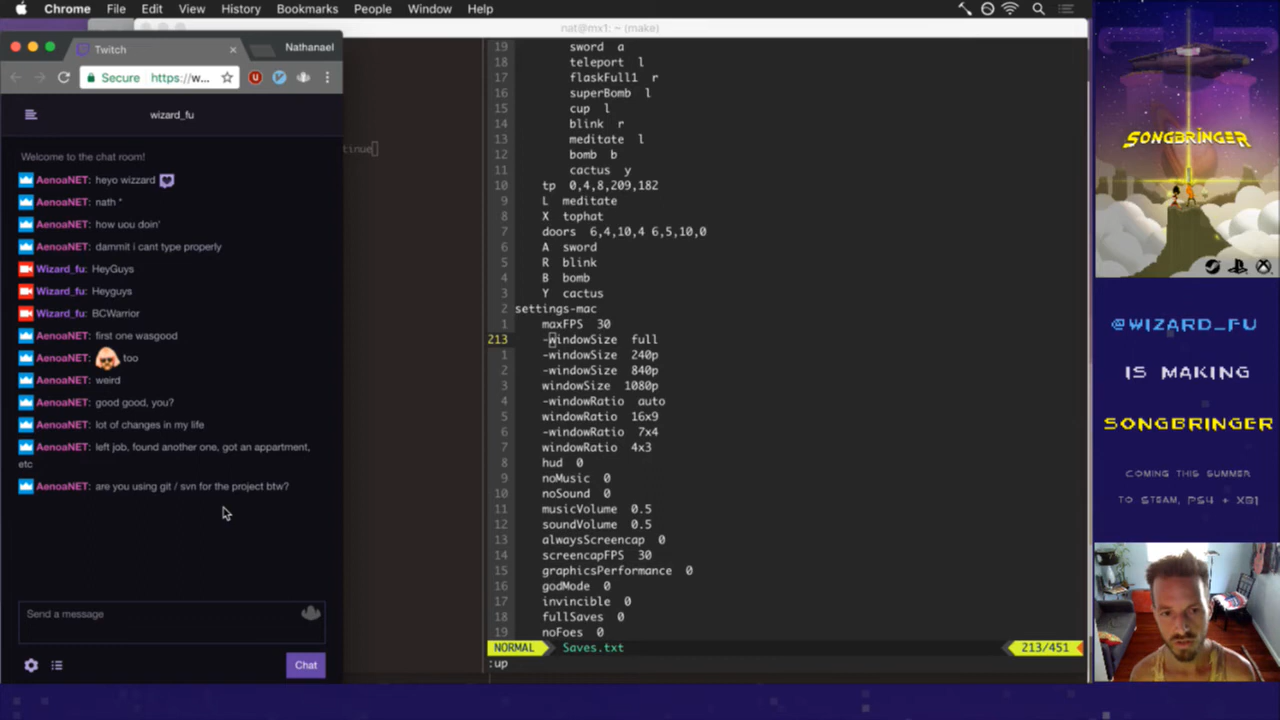 Chrome File Edit View History Bookmarks People Window Help
nat@mx1: ~ (make)
Twitch
Nathanael
Secure https://w...
wizard_fu
Welcome to the chat room!
AenoaNET: heyo wizzard
AenoaNET: nath *
AenoaNET: how uou doin'
AenoaNET: dammit i cant type properly
Wizard_fu: HeyGuys
Wizard_fu: Heyguys
Wizard_fu: BCWarrior
AenoaNET: first one wasgood
AenoaNET: too
AenoaNET: weird
AenoaNET: good good, you?
AenoaNET: lot of changes in my life
AenoaNET: left job, found another one, got an appartment,
etc
AenoaNET: are you using git / svn for the project btw?
Send a message
Chat
tinue]
19 sword a
18 teleport l
17 flaskFull1 r
16 superBomb l
15 cup l
14 blink r
13 meditate l
12 bomb b
11 cactus y
10 tp 0,4,8,209,182
9 L meditate
8 X tophat
7 doors 6,4,10,4 6,5,10,0
6 A sword
5 R blink
4 B bomb
3 Y cactus
2 settings-mac
1 maxFPS 30
213 -windowSize full
1 -windowSize 240p
2 -windowSize 840p
3 windowSize 1080p
4 -windowRatio auto
5 windowRatio 16x9
6 -windowRatio 7x4
7 windowRatio 4x3
8 hud 0
9 noMusic 0
10 noSound 0
11 musicVolume 0.5
12 soundVolume 0.5
13 alwaysScreencap 0
14 screencapFPS 30
15 graphicsPerformance 0
16 godMode 0
17 invincible 0
18 fullSaves 0
19 noFoes 0
NORMAL Saves.txt 213/451
:up
SONGBRINGER
@WIZARD_FU
IS MAKING
SONGBRINGER
COMING THIS SUMMER
TO STEAM, PS4 + XB1